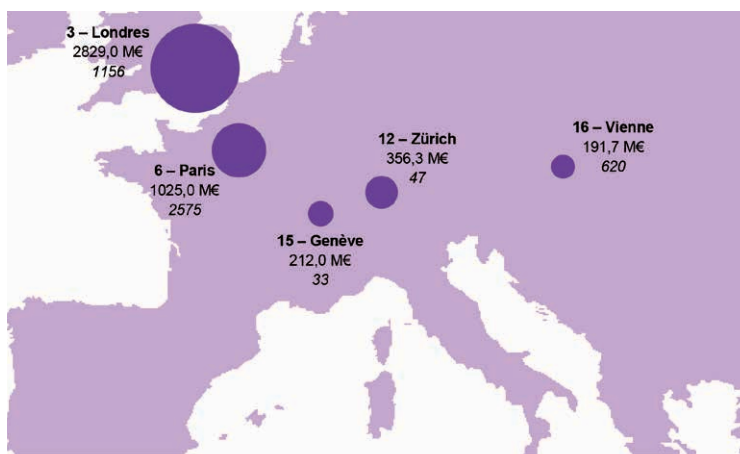 3 – Londres
2829,0 M€
1156
6 – Paris
1025,0 M€
2575
12 – Zürich
356,3 M€
47
15 – Genève
212,0 M€
33
16 – Vienne
191,7 M€
620